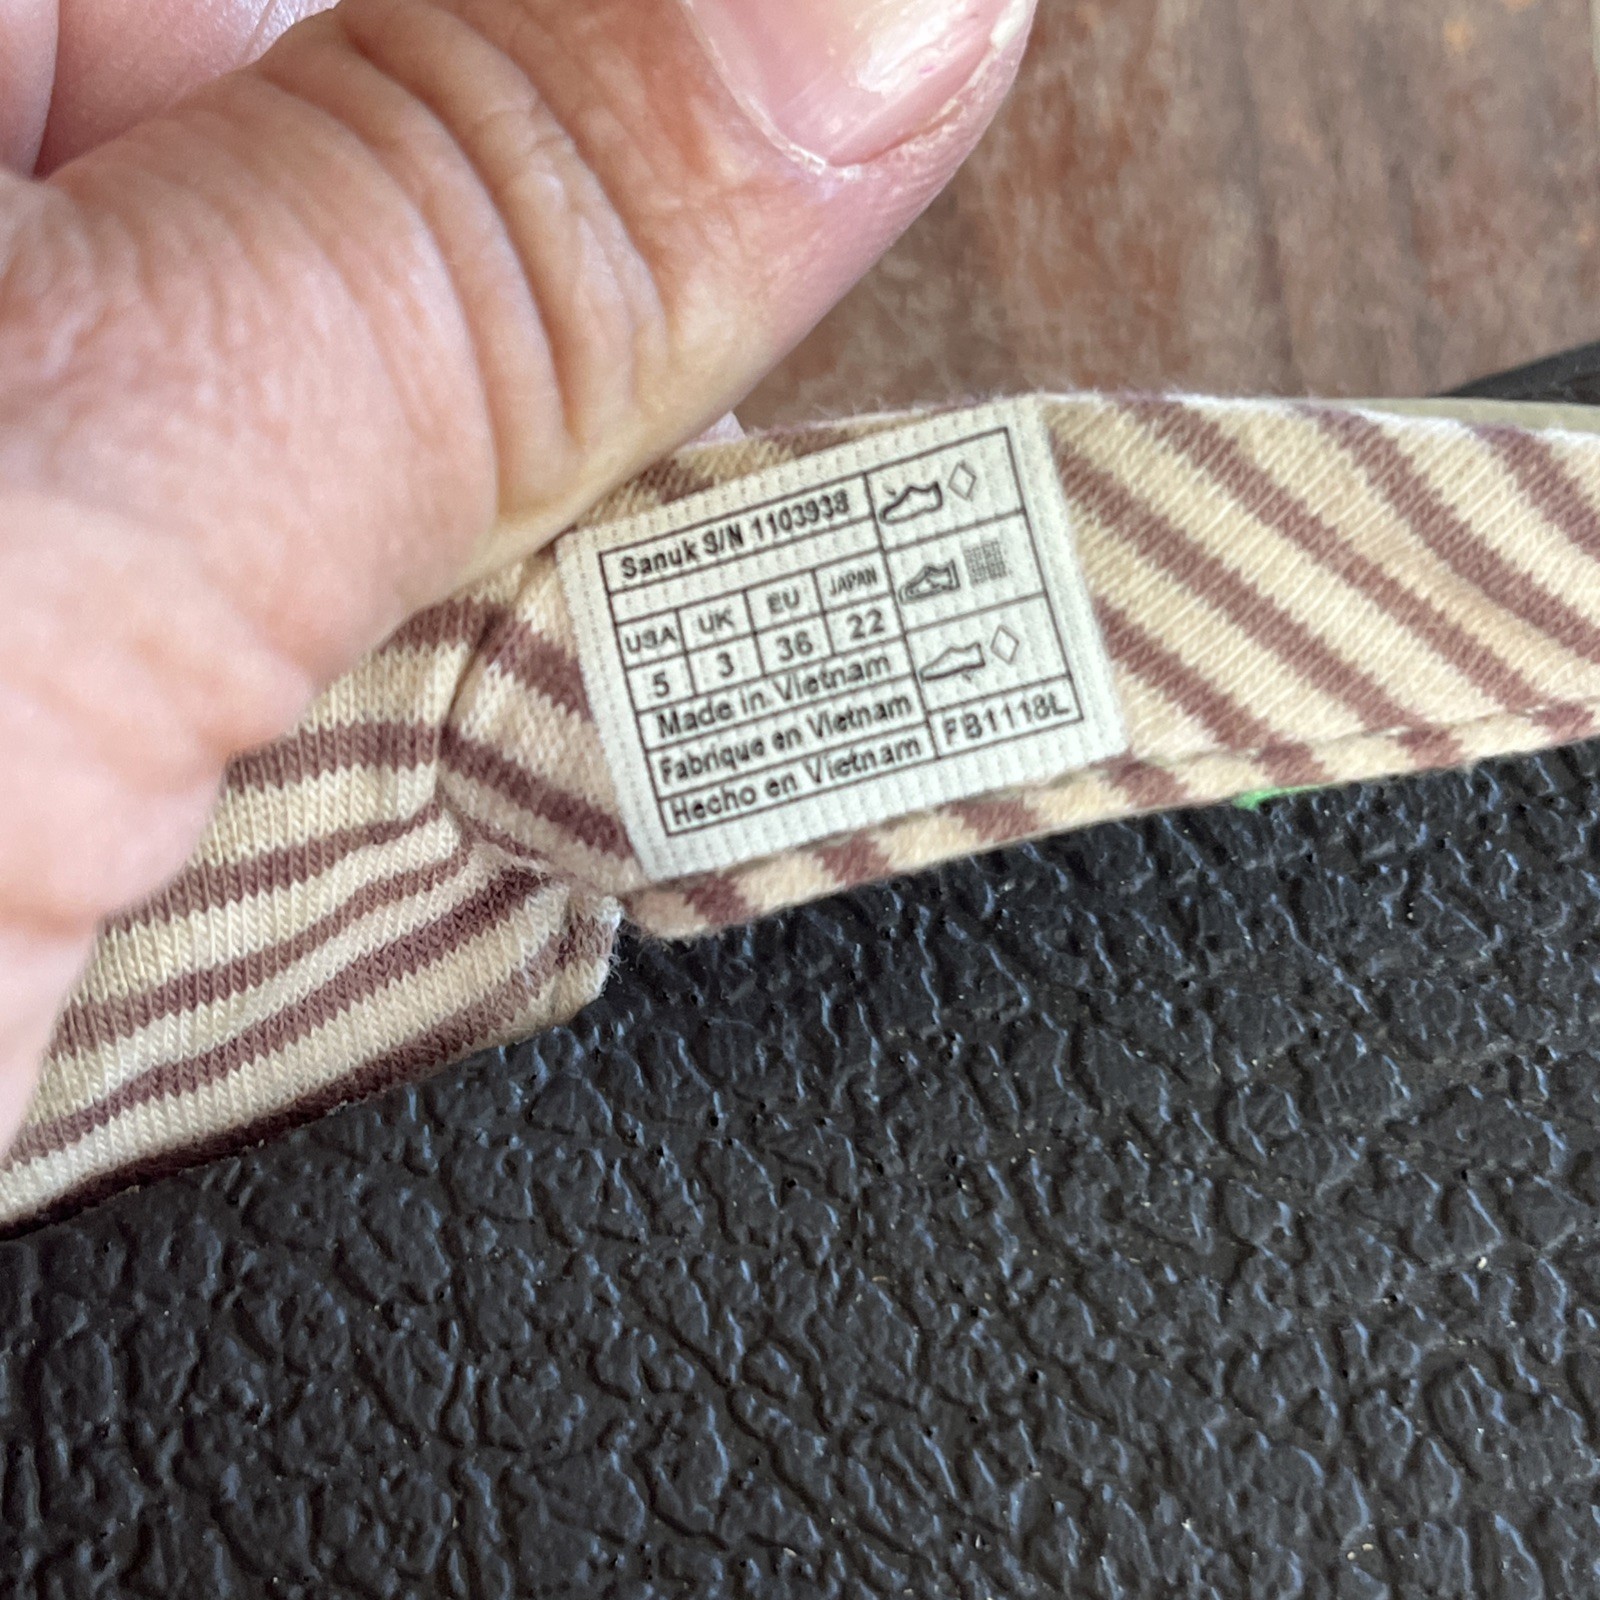 Sanuk S/N 1103938
USA UK EU JAPAN
5 3 36 22
Made in Vietnam
Fabrique en Vietnam
Hecho en Vietnam FB1118L